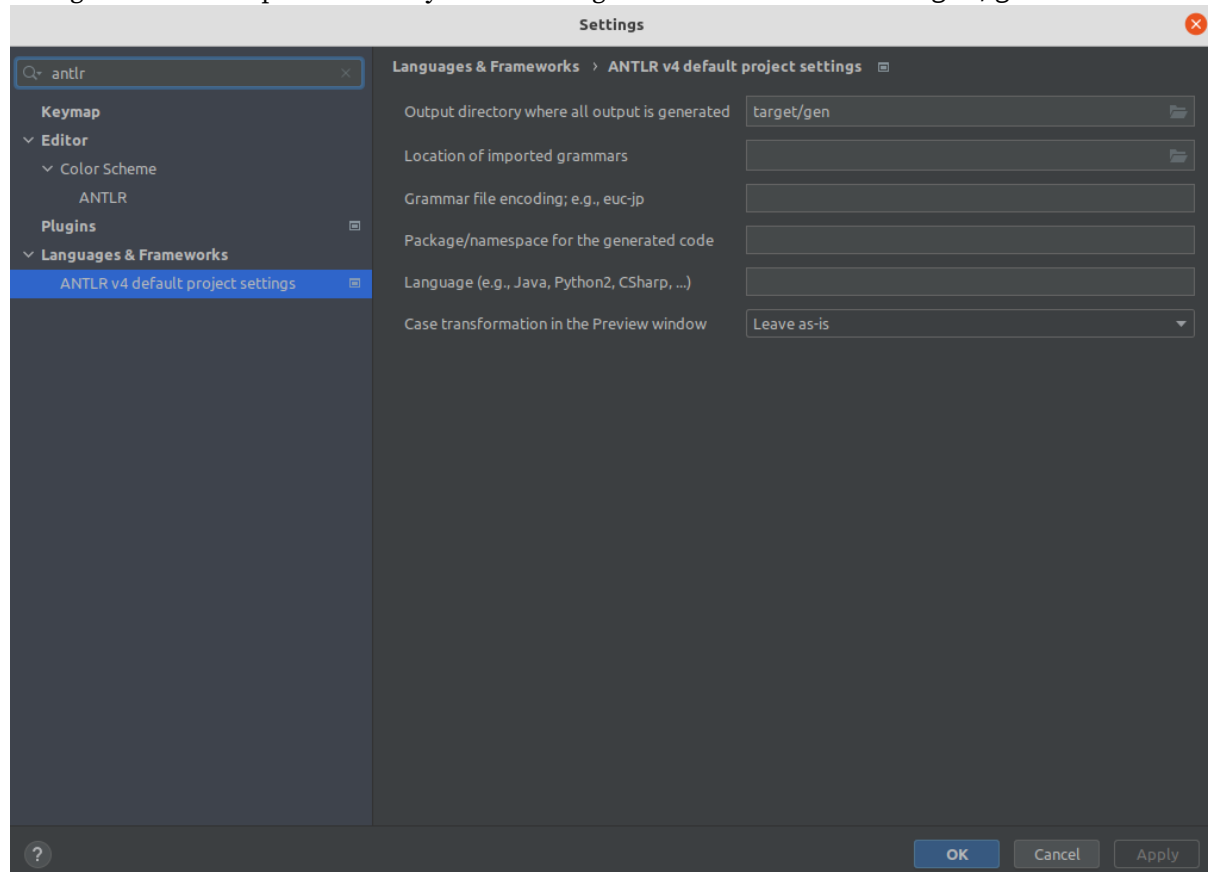 Settings
antlr
Languages & Frameworks › ANTLR v4 default project settings
Keymap
Editor
Color Scheme
ANTLR
Plugins
Languages & Frameworks
ANTLR v4 default project settings
Output directory where all output is generated target/gen
Location of imported grammars
Grammar file encoding; e.g., euc-jp
Package/namespace for the generated code
Language (e.g., Java, Python2, CSharp, ...)
Case transformation in the Preview window Leave as-is
? OK Cancel Apply